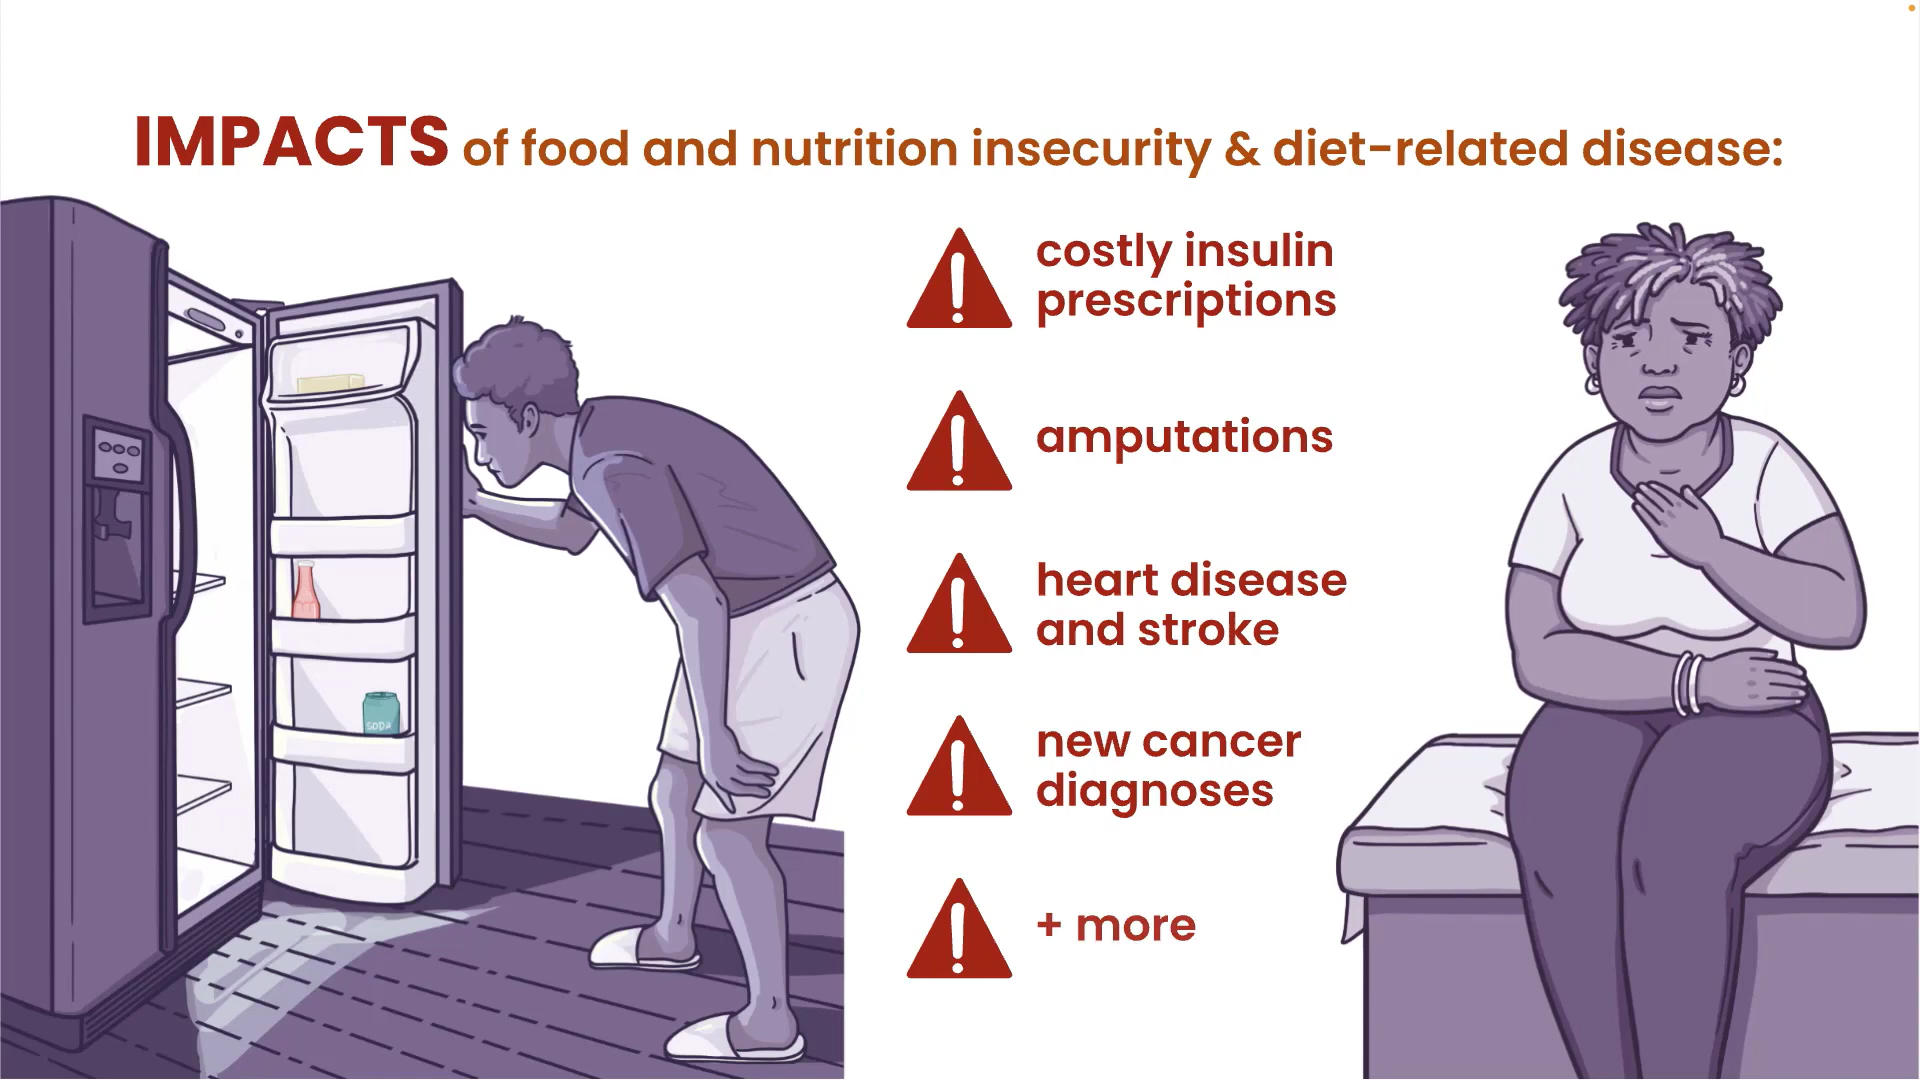 IMPACTS of food and nutrition insecurity & diet-related disease:
costly insulin
prescriptions
amputations
heart disease
and stroke
new cancer
diagnoses
+ more
SODA